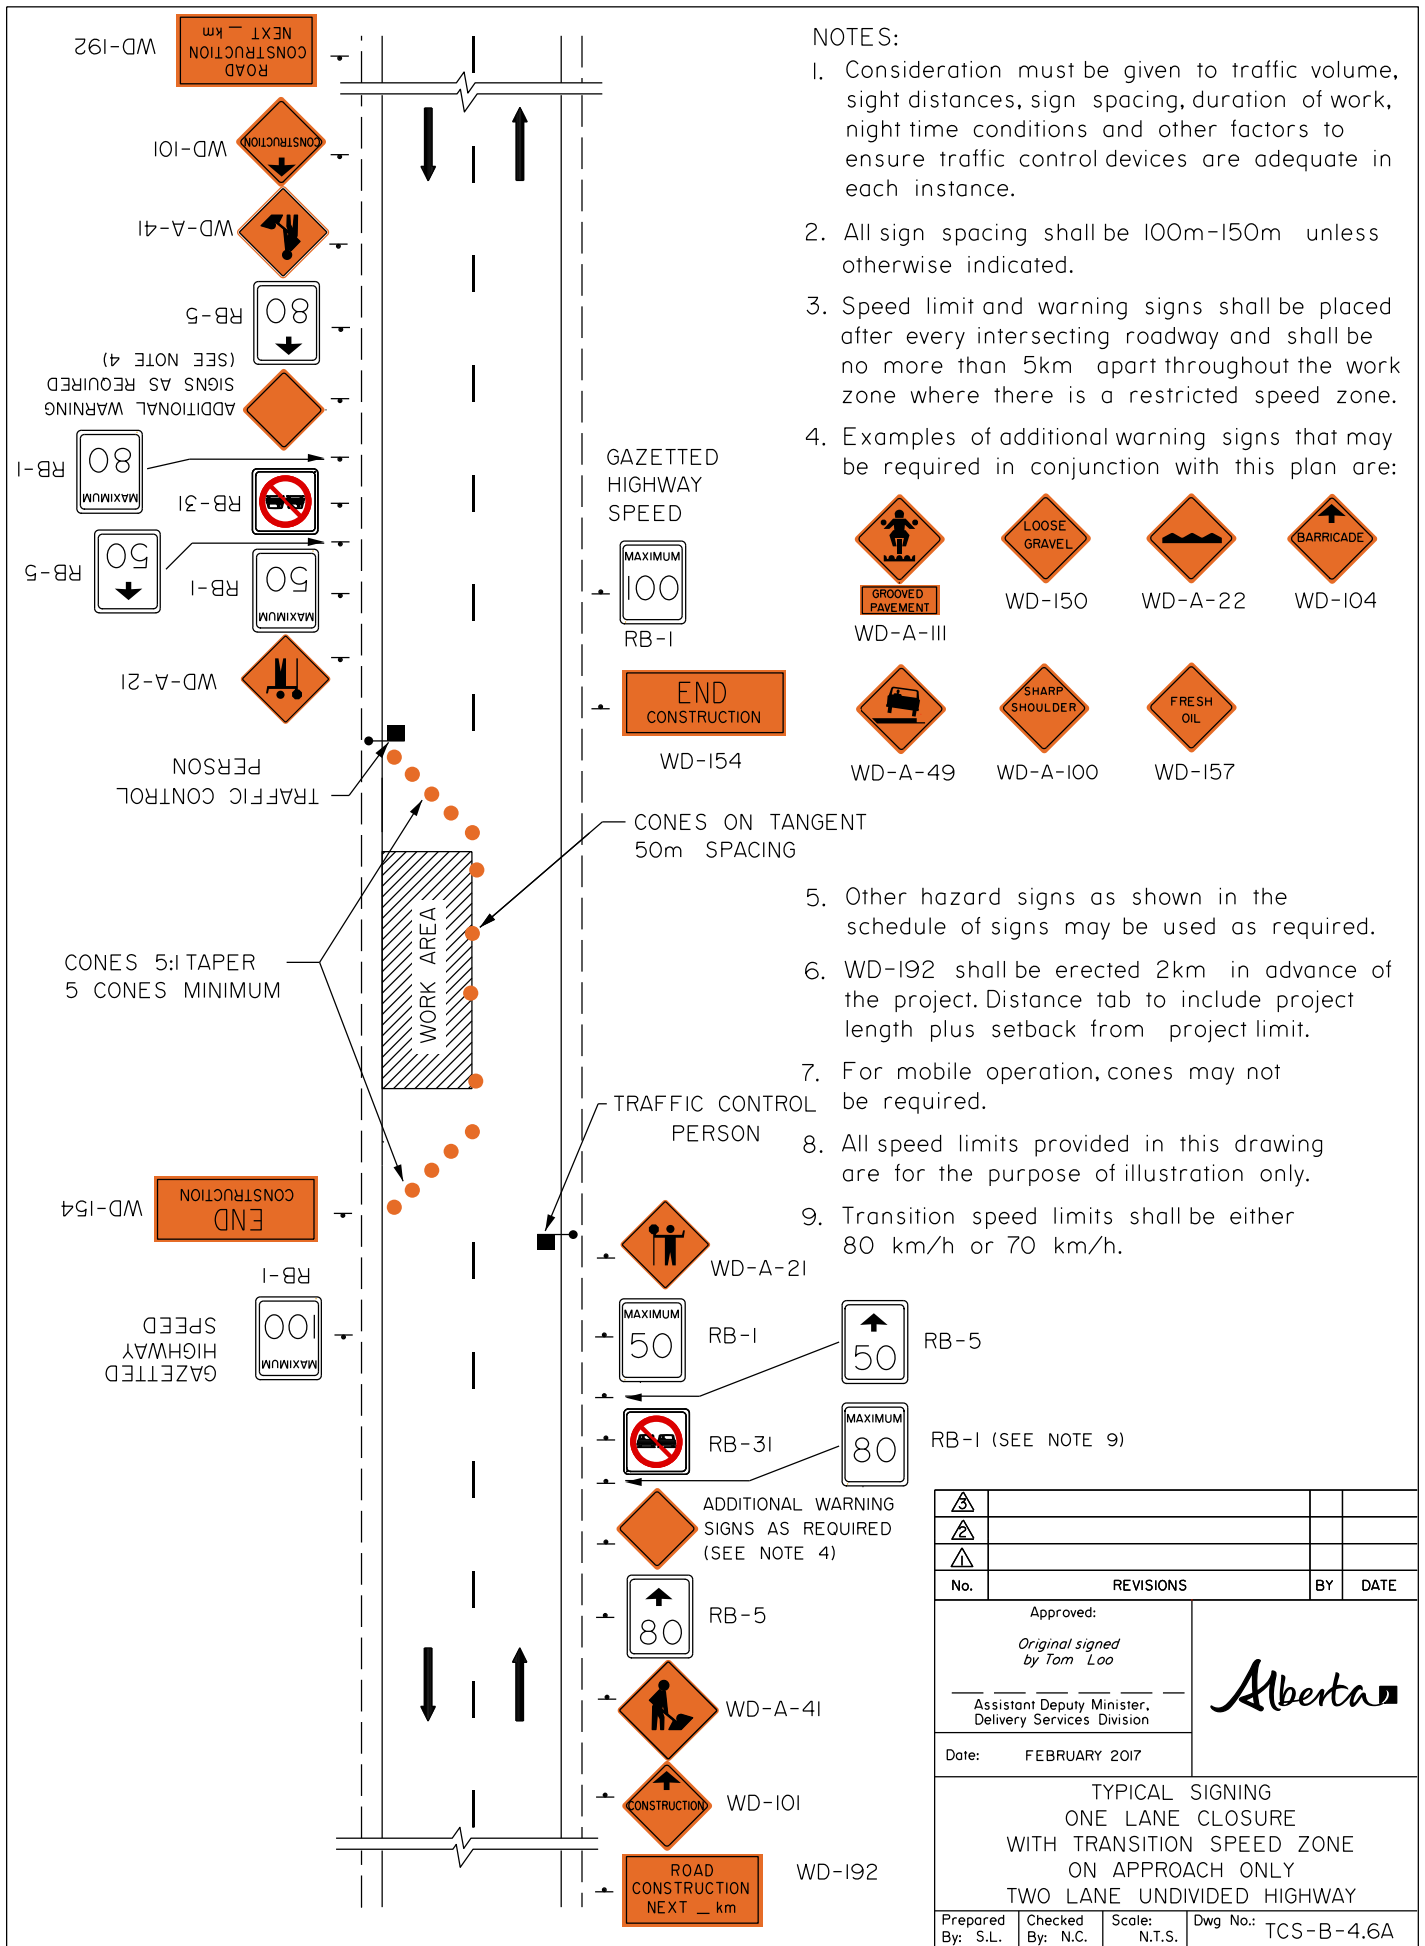 WD-192
ROAD
CONSTRUCTION
NEXT _ km
WD-101
CONSTRUCTION
WD-A-41
RB-5
80
ADDITIONAL WARNING
SIGNS AS REQUIRED
(SEE NOTE 4)
RB-1
MAXIMUM
80
RB-31
RB-5
50
RB-1
MAXIMUM
50
WD-A-21
TRAFFIC CONTROL
PERSON
CONES 5:1 TAPER
5 CONES MINIMUM
WORK AREA
WD-154
END
CONSTRUCTION
RB-1
MAXIMUM
100
GAZETTED
HIGHWAY
SPEED
GAZETTED
HIGHWAY
SPEED
MAXIMUM
100
RB-1
END
CONSTRUCTION
WD-154
CONES ON TANGENT
50m SPACING
TRAFFIC CONTROL
PERSON
WD-A-21
MAXIMUM
50
RB-1
50
RB-5
RB-31
MAXIMUM
80
RB-1 (SEE NOTE 9)
ADDITIONAL WARNING
SIGNS AS REQUIRED
(SEE NOTE 4)
80
RB-5
WD-A-41
CONSTRUCTION
WD-101
ROAD
CONSTRUCTION
NEXT _ km
WD-192
NOTES:
1. Consideration must be given to traffic volume,
sight distances, sign spacing, duration of work,
night time conditions and other factors to
ensure traffic control devices are adequate in
each instance.
2. All sign spacing shall be 100m-150m unless
otherwise indicated.
3. Speed limit and warning signs shall be placed
after every intersecting roadway and shall be
no more than 5km apart throughout the work
zone where there is a restricted speed zone.
4. Examples of additional warning signs that may
be required in conjunction with this plan are:
GROOVED
PAVEMENT
WD-A-111
LOOSE
GRAVEL
WD-150
WD-A-22
BARRICADE
WD-104
WD-A-49
SHARP
SHOULDER
WD-A-100
FRESH
OIL
WD-157
5. Other hazard signs as shown in the
schedule of signs may be used as required.
6. WD-192 shall be erected 2km in advance of
the project. Distance tab to include project
length plus setback from project limit.
7. For mobile operation, cones may not
be required.
8. All speed limits provided in this drawing
are for the purpose of illustration only.
9. Transition speed limits shall be either
80 km/h or 70 km/h.
3
2
1
No. REVISIONS BY DATE
Approved:
Original signed
by Tom Loo
Assistant Deputy Minister,
Delivery Services Division
Date: FEBRUARY 2017
Alberta
TYPICAL SIGNING
ONE LANE CLOSURE
WITH TRANSITION SPEED ZONE
ON APPROACH ONLY
TWO LANE UNDIVIDED HIGHWAY
Prepared
By: S.L.
Checked
By: N.C.
Scale:
N.T.S.
Dwg No.: TCS-B-4.6A